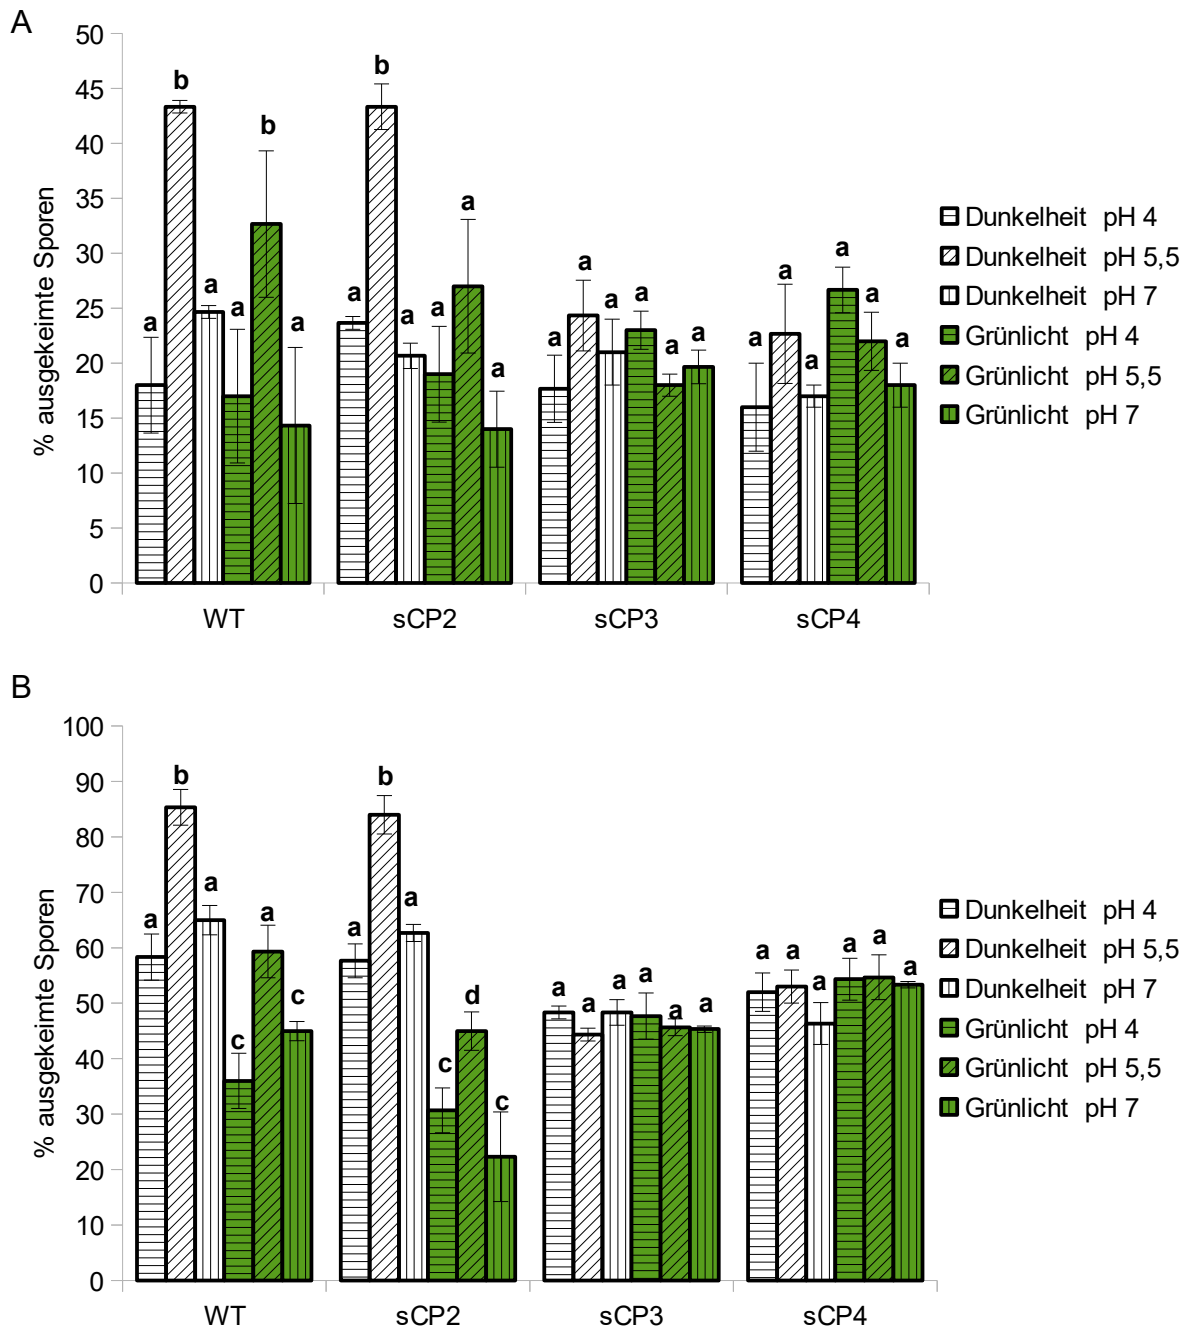 A
% ausgekeimte Sporen
50
45
40
35
30
25
20
15
10
5
0
a b a a b a
a b a a a a
a a a a a a
a a a a a a
WT sCP2 sCP3 sCP4
Dunkelheit pH 4
Dunkelheit pH 5,5
Dunkelheit pH 7
Grünlicht pH 4
Grünlicht pH 5,5
Grünlicht pH 7
B
% ausgekeimte Sporen
100
90
80
70
60
50
40
30
20
10
0
a b a c a c
a b a c d c
a a a a a a
a a a a a a
WT sCP2 sCP3 sCP4
Dunkelheit pH 4
Dunkelheit pH 5,5
Dunkelheit pH 7
Grünlicht pH 4
Grünlicht pH 5,5
Grünlicht pH 7